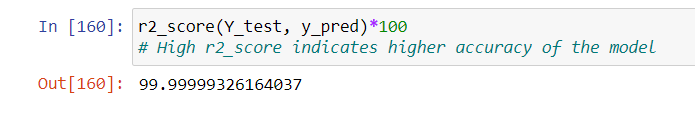 In [160]: r2_score(Y_test, y_pred)*100
# High r2_score indicates higher accuracy of the model
Out[160]: 99.99999326164037